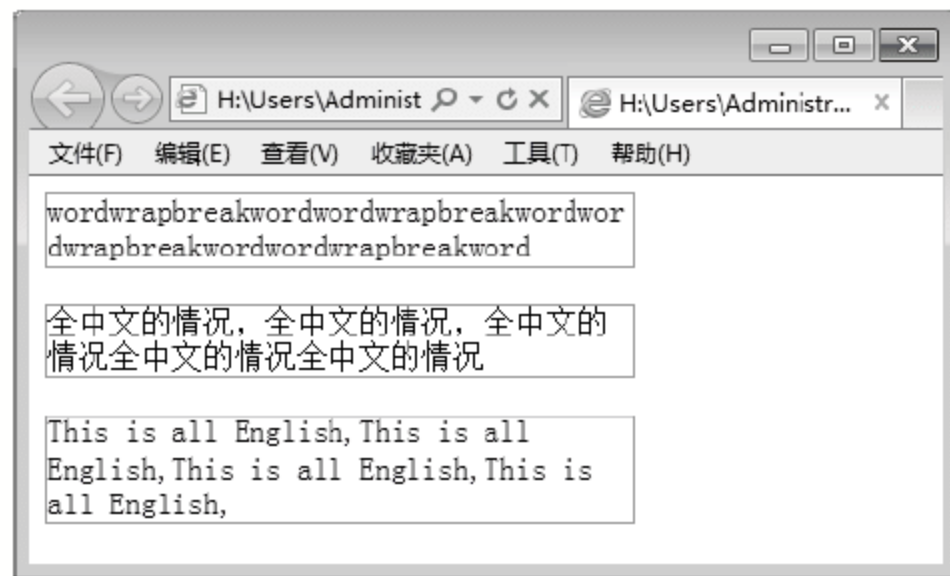 H:\Users\Administ
H:\Users\Administr...
文件(F) 编辑(E) 查看(V) 收藏夹(A) 工具(T) 帮助(H)
wordwrapbreakwordwordwrapbreakwordwor
dwrapbreakwordwordwrapbreakword
全中文的情况，全中文的情况，全中文的
情况全中文的情况全中文的情况
This is all English,This is all
English,This is all English,This is
all English,